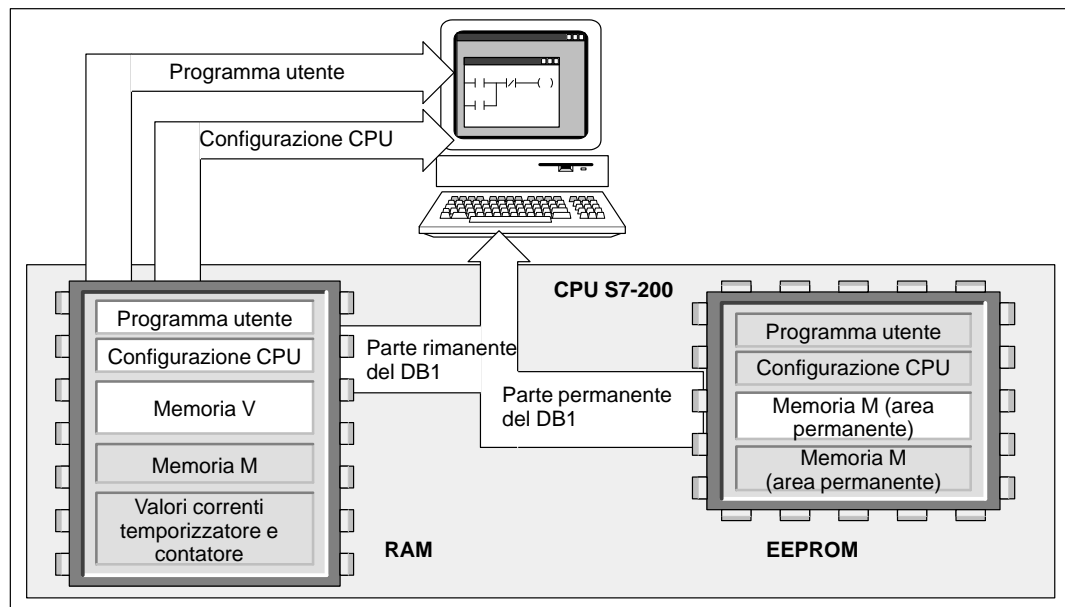 Programma utente
Configurazione CPU
CPU S7-200
Programma utente
Configurazione CPU
Memoria V
Memoria M
Valori correnti
temporizzatore e
contatore
RAM
Parte rimanente
del DB1
Parte permanente
del DB1
Programma utente
Configurazione CPU
Memoria M (area
permanente)
Memoria M
(area permanente)
EEPROM